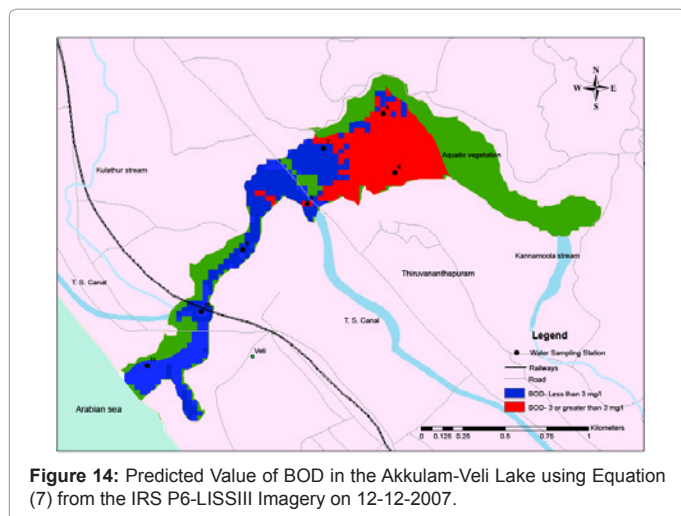 N
W E
S
Kulathur stream
Aquatic vegetation
Kannamoola stream
Thiruvananthapuram
T. S. Canal
T. S. Canal
Veli
Arabian sea
Legend
Water Sampling Station
Railways
Road
BOD- Less than 3 mg/l
BOD- 3 or greater than 3 mg/l
Kilometers
0 0.126 0.25 0.5 0.75 1
Figure 14: Predicted Value of BOD in the Akkulam-Veli Lake using Equation
(7) from the IRS P6-LISSIII Imagery on 12-12-2007.